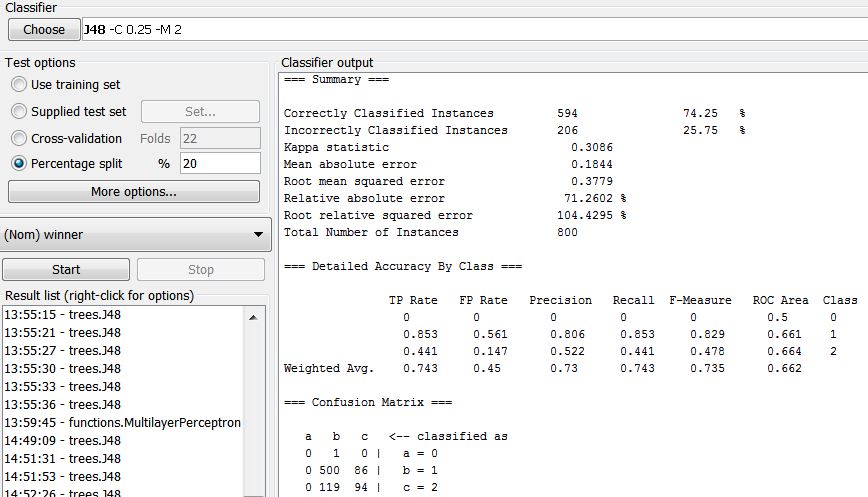 Classifier
Choose J48 -C 0.25 -M 2
Test options
Use training set
Supplied test set Set...
Cross-validation Folds 22
Percentage split % 20
More options...
(Nom) winner
Start Stop
Result list (right-click for options)
13:55:15 - trees.J48
13:55:21 - trees.J48
13:55:27 - trees.J48
13:55:30 - trees.J48
13:55:33 - trees.J48
13:55:36 - trees.J48
13:59:45 - functions.MultilayerPerceptron
14:49:09 - trees.J48
14:51:31 - trees.J48
14:51:53 - trees.J48
14:52:26 - trees.J48
Classifier output
=== Summary ===
Correctly Classified Instances 594 74.25 %
Incorrectly Classified Instances 206 25.75 %
Kappa statistic 0.3086
Mean absolute error 0.1844
Root mean squared error 0.3779
Relative absolute error 71.2602 %
Root relative squared error 104.4295 %
Total Number of Instances 800
=== Detailed Accuracy By Class ===
TP Rate FP Rate Precision Recall F-Measure ROC Area Class
0 0 0 0 0 0.5 0
0.853 0.561 0.806 0.853 0.829 0.661 1
0.441 0.147 0.522 0.441 0.478 0.664 2
Weighted Avg. 0.743 0.45 0.73 0.743 0.735 0.662
=== Confusion Matrix ===
a b c <-- classified as
0 1 0 | a = 0
0 500 86 | b = 1
0 119 94 | c = 2